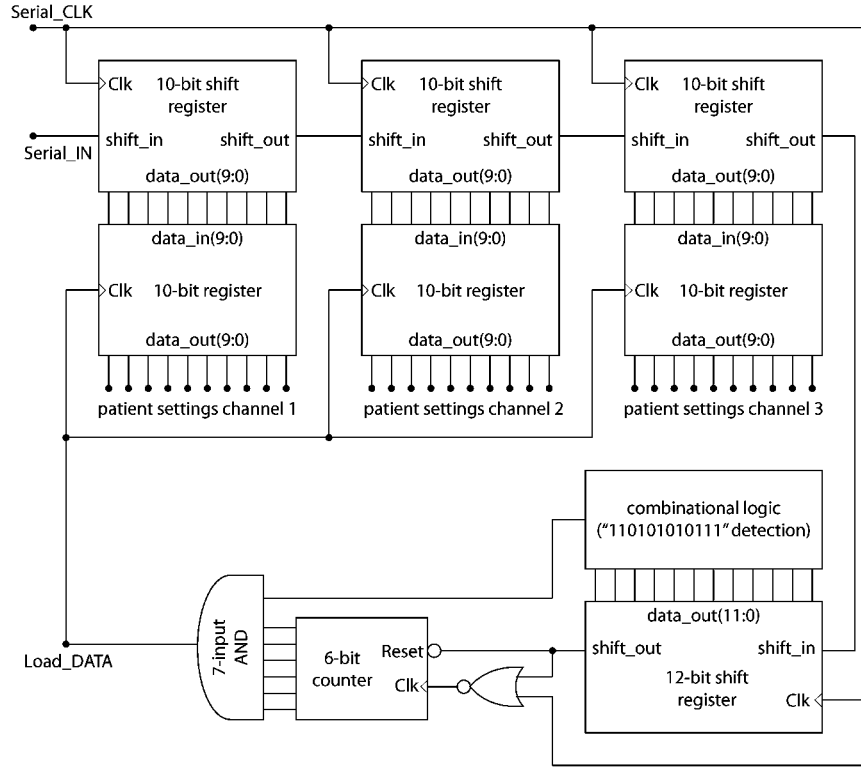 Serial_CLK
Clk
10-bit shift
register
shift_in
shift_out
data_out(9:0)
Clk
10-bit shift
register
shift_in
shift_out
data_out(9:0)
Clk
10-bit shift
register
shift_in
shift_out
data_out(9:0)
Serial_IN
data_in(9:0)
Clk
10-bit register
data_out(9:0)
data_in(9:0)
Clk
10-bit register
data_out(9:0)
data_in(9:0)
Clk
10-bit register
data_out(9:0)
patient settings channel 1
patient settings channel 2
patient settings channel 3
combinational logic
("110101010111" detection)
data_out(11:0)
shift_out
shift_in
12-bit shift
register
Clk
Load_DATA
7-input
AND
6-bit
counter
Reset
Clk